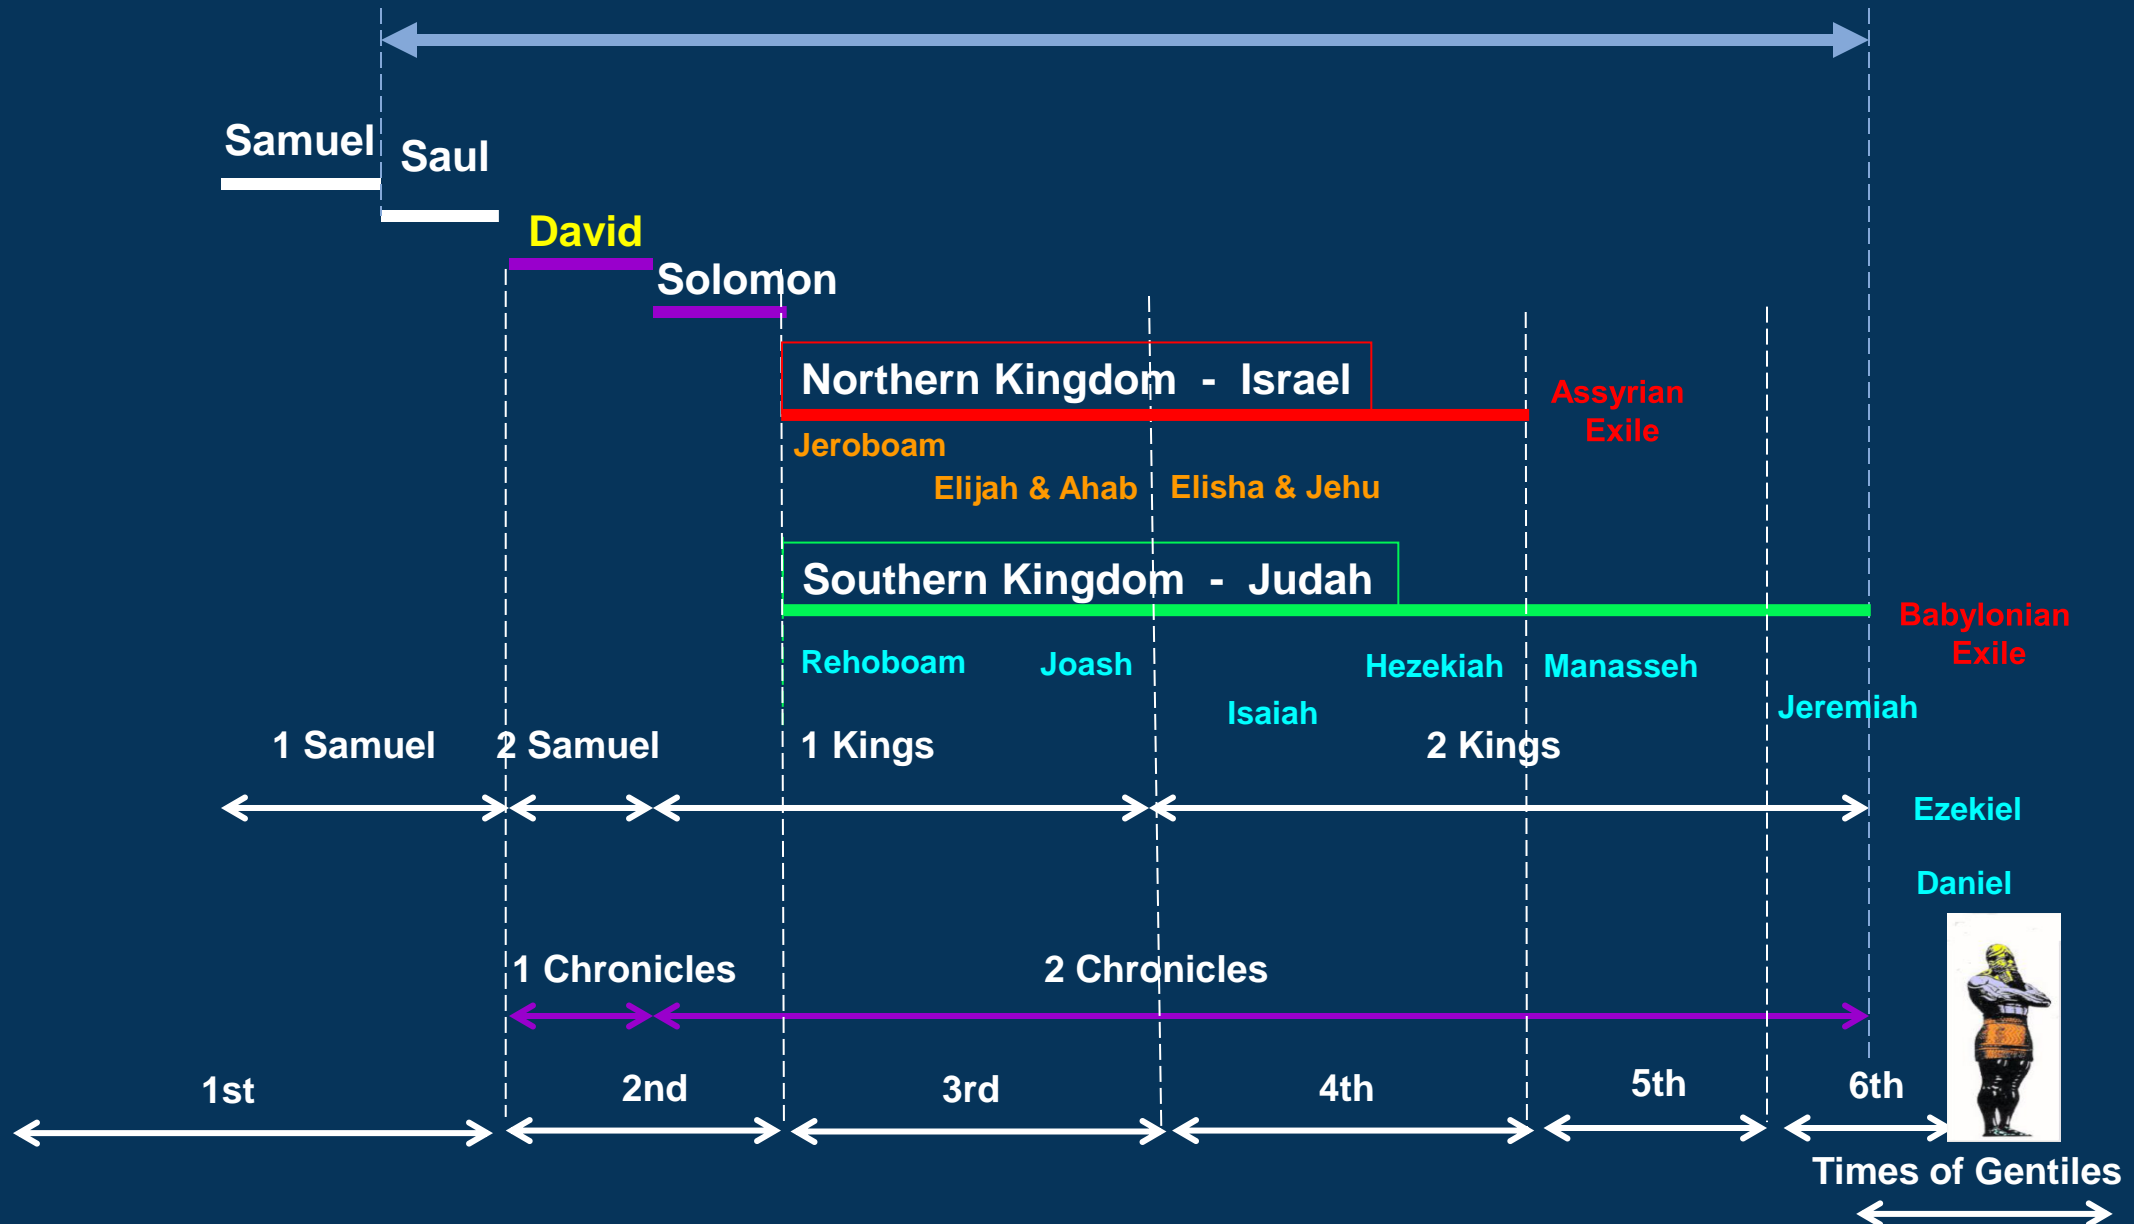 Samuel
Saul
David
Solomon
Northern Kingdom - Israel
Assyrian
Exile
Jeroboam
Elijah & Ahab
Elisha & Jehu
Southern Kingdom - Judah
Babylonian
Exile
Rehoboam
Joash
Hezekiah
Manasseh
Isaiah
Jeremiah
1 Samuel
2 Samuel
1 Kings
2 Kings
Ezekiel
Daniel
1 Chronicles
2 Chronicles
1st
2nd
3rd
4th
5th
6th
Times of Gentiles